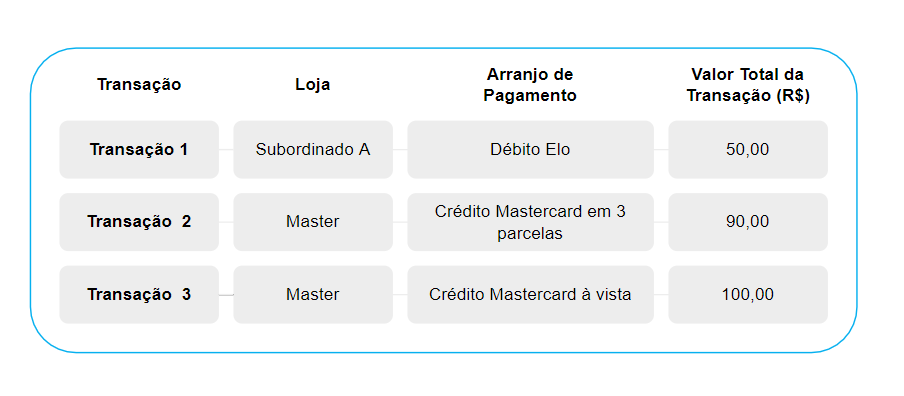 Transação Loja Arranjo de Pagamento Valor Total da Transação (R$)
Transação 1 Subordinado A Débito Elo 50,00
Transação 2 Master Crédito Mastercard em 3 parcelas 90,00
Transação 3 Master Crédito Mastercard à vista 100,00